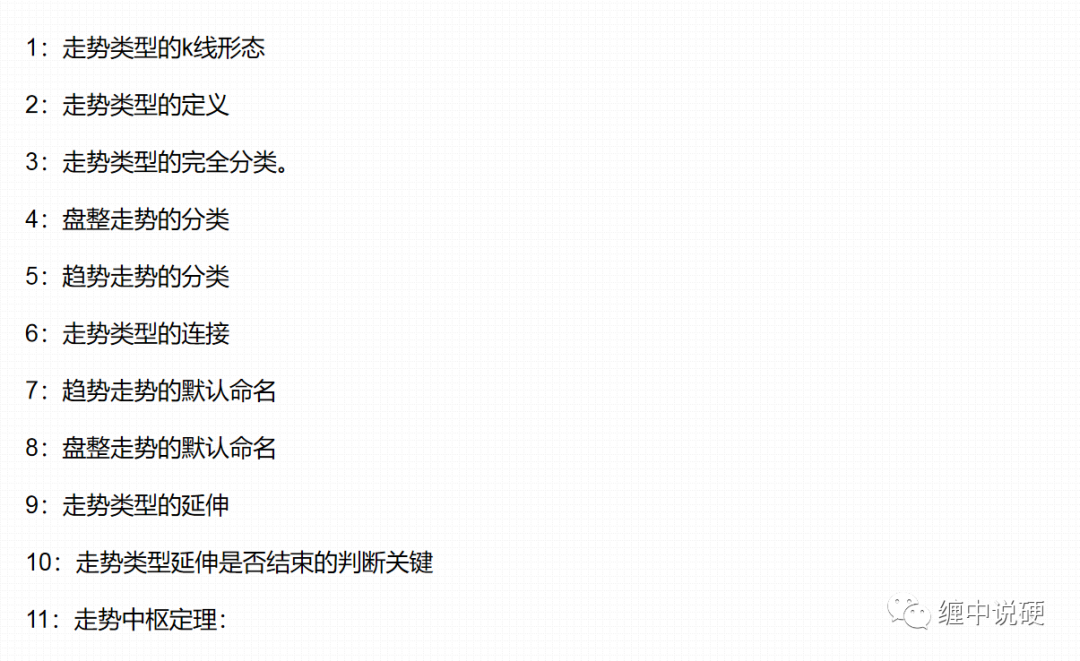 1：走势类型的k线形态
2：走势类型的定义
3：走势类型的完全分类。
4：盘整走势的分类
5：趋势走势的分类
6：走势类型的连接
7：趋势走势的默认命名
8：盘整走势的默认命名
9：走势类型的延伸
10：走势类型延伸是否结束的判断关键
11：走势中枢定理：
缠中说硬